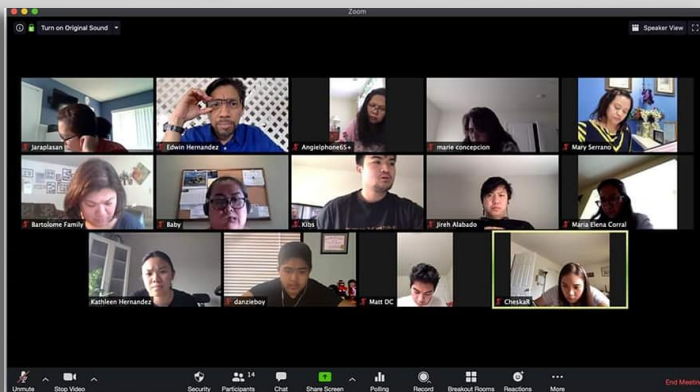 Zoom
Turn on Original Sound
Speaker View
Jaraplasan
Edwin Hernandez
AngieIphone6S+
marie concepcion
Mary Serrano
Bartolome Family
Baby
Kibs
Jireh Alabado
Maria Elena Corral
Kathleen Hernandez
danzieboy
Matt DC
CheskaR
14
Unmute
Stop Video
Security
Participants
Chat
Share Screen
Polling
Record
Breakout Rooms
Reactions
More
End Meeting